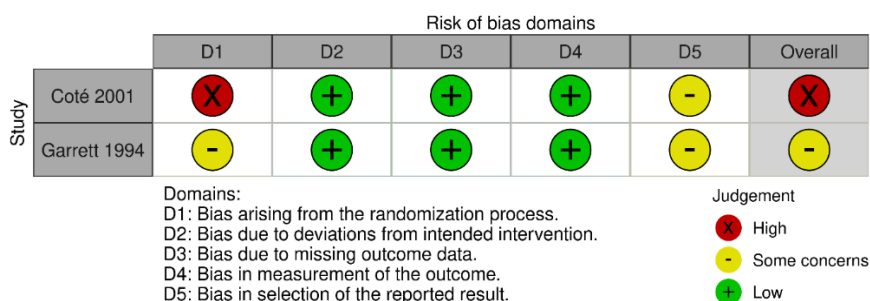 Risk of bias domains
D1 D2 D3 D4 D5 Overall
Study
Coté 2001 X + + + - X
Garrett 1994 - + + + - -
Domains:
D1: Bias arising from the randomization process.
D2: Bias due to deviations from intended intervention.
D3: Bias due to missing outcome data.
D4: Bias in measurement of the outcome.
D5: Bias in selection of the reported result.
Judgement
X High
- Some concerns
+ Low